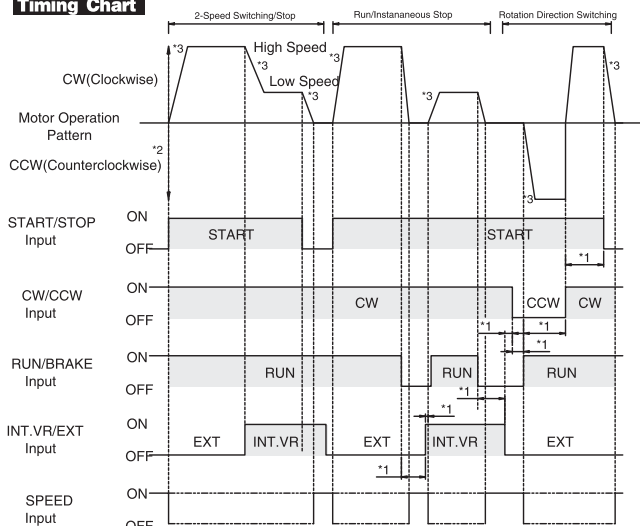 Timing Chart
2-Speed Switching/Stop
Run/Instananeous Stop
Rotation Direction Switching
*3
High Speed
*3
*3
CW(Clockwise)
Low Speed
*3
*3
Motor Operation
Pattern
*2
CCW(Counterclockwise)
*3
*3
START/STOP
Input
ON
OFF
START
START
*1
CW/CCW
Input
ON
OFF
CW
CCW
CW
*1
*1
*1
RUN/BRAKE
Input
ON
OFF
RUN
RUN
RUN
*1
*1
INT.VR/EXT
Input
ON
OFF
EXT
INT.VR
EXT
INT.VR
EXT
*1
SPEED
Input
ON
OFF